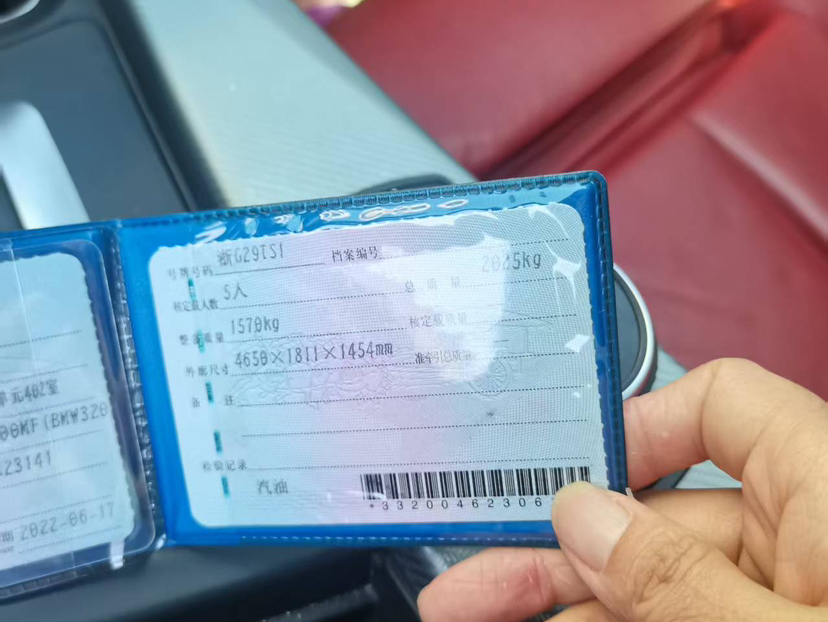 单元402室
00MF(BMW320
23141
期 2022-06-17
号牌号码 浙G29TS1 档案编号
核定载人数 5人 总质量 2025kg
整备质量 1570kg 核定载质量
外廓尺寸 4650×1811×1454mm 准牵引总质量
备注
检验记录
汽油
*33200462306